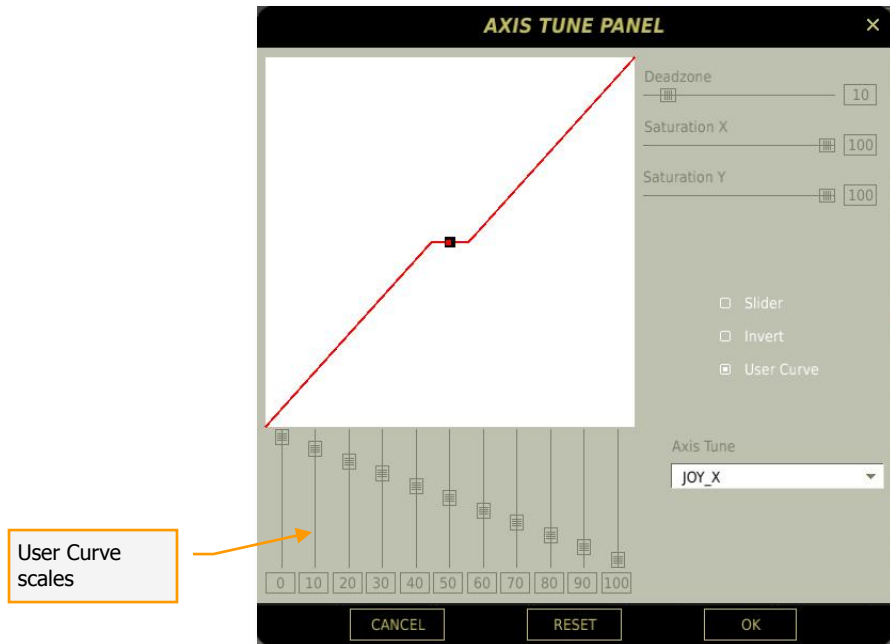 AXIS TUNE PANEL
Deadzone
10
Saturation X
100
Saturation Y
100
Slider
Invert
User Curve
Axis Tune
JOY_X
User Curve
scales
0 10 20 30 40 50 60 70 80 90 100
CANCEL RESET OK